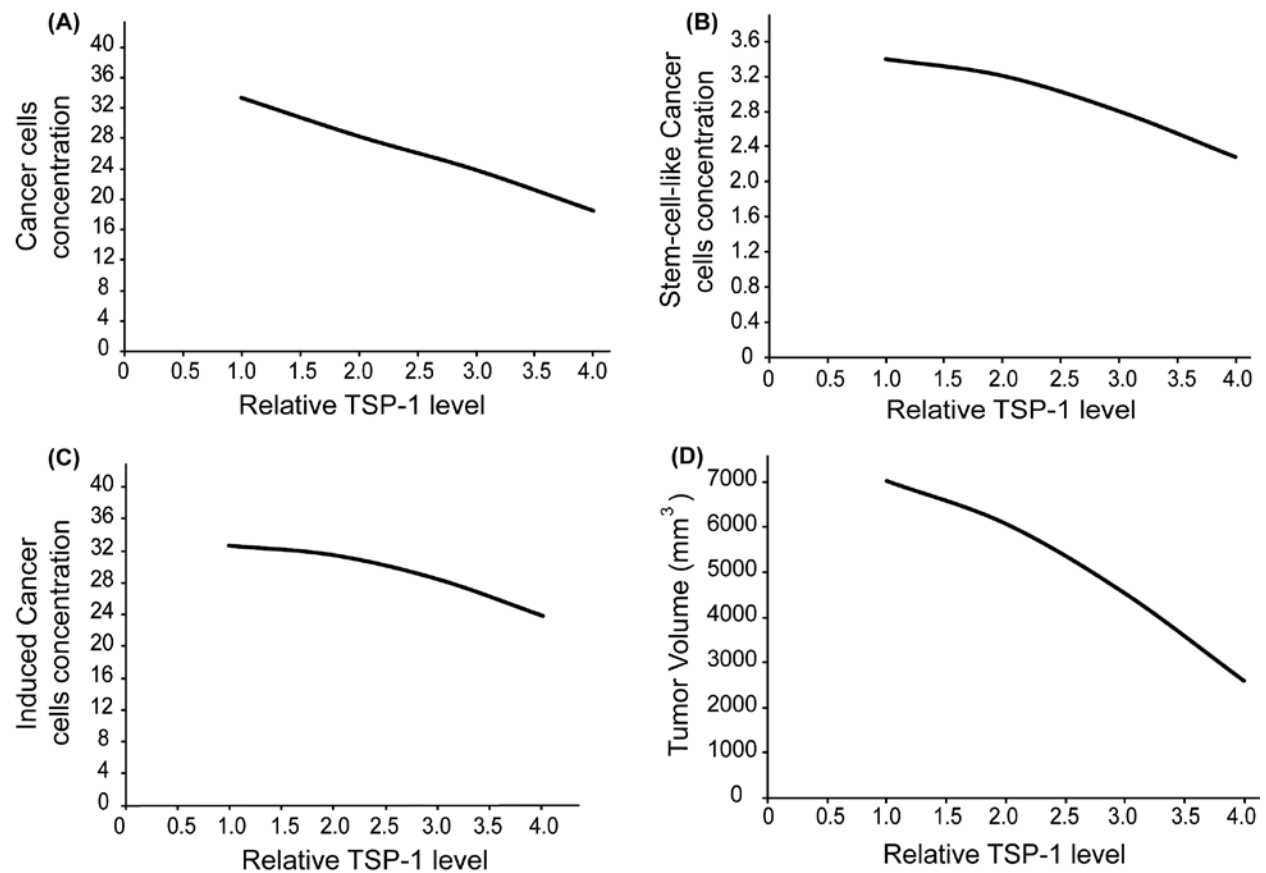 (A)
Cancer cells
concentration
40
36
32
28
24
20
16
12
8
4
0
0 0.5 1.0 1.5 2.0 2.5 3.0 3.5 4.0
Relative TSP-1 level
(B)
Stem-cell-like Cancer
cells concentration
3.6
3.2
2.8
2.4
2.0
1.6
1.2
0.8
0.4
0
0 0.5 1.0 1.5 2.0 2.5 3.0 3.5 4.0
Relative TSP-1 level
(C)
Induced Cancer
cells concentration
40
36
32
28
24
20
16
12
8
4
0
0 0.5 1.0 1.5 2.0 2.5 3.0 3.5 4.0
Relative TSP-1 level
(D)
Tumor Volume (mm³)
7000
6000
5000
4000
3000
2000
1000
0
0 0.5 1.0 1.5 2.0 2.5 3.0 3.5 4.0
Relative TSP-1 level